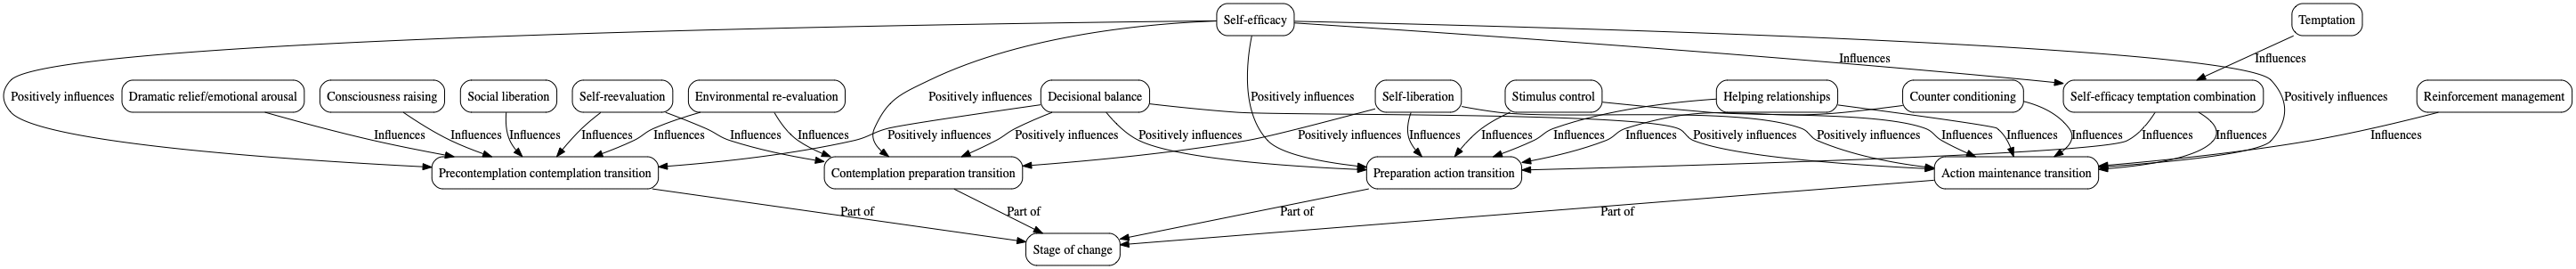 Self-efficacy
Temptation
Influences
Influences
Positively influences
Dramatic relief/emotional arousal
Consciousness raising
Social liberation
Self-reevaluation
Environmental re-evaluation
Positively influences
Decisional balance
Positively influences
Self-liberation
Stimulus control
Helping relationships
Counter conditioning
Self-efficacy temptation combination
Positively influences
Reinforcement management
Influences
Influences
Influences
Influences
Influences
Influences
Influences
Positively influences
Positively influences
Positively influences
Positively influences
Influences
Influences
Influences
Influences
Positively influences
Positively influences
Influences
Influences
Influences
Influences
Influences
Influences
Precontemplation contemplation transition
Contemplation preparation transition
Preparation action transition
Action maintenance transition
Part of
Part of
Part of
Part of
Stage of change